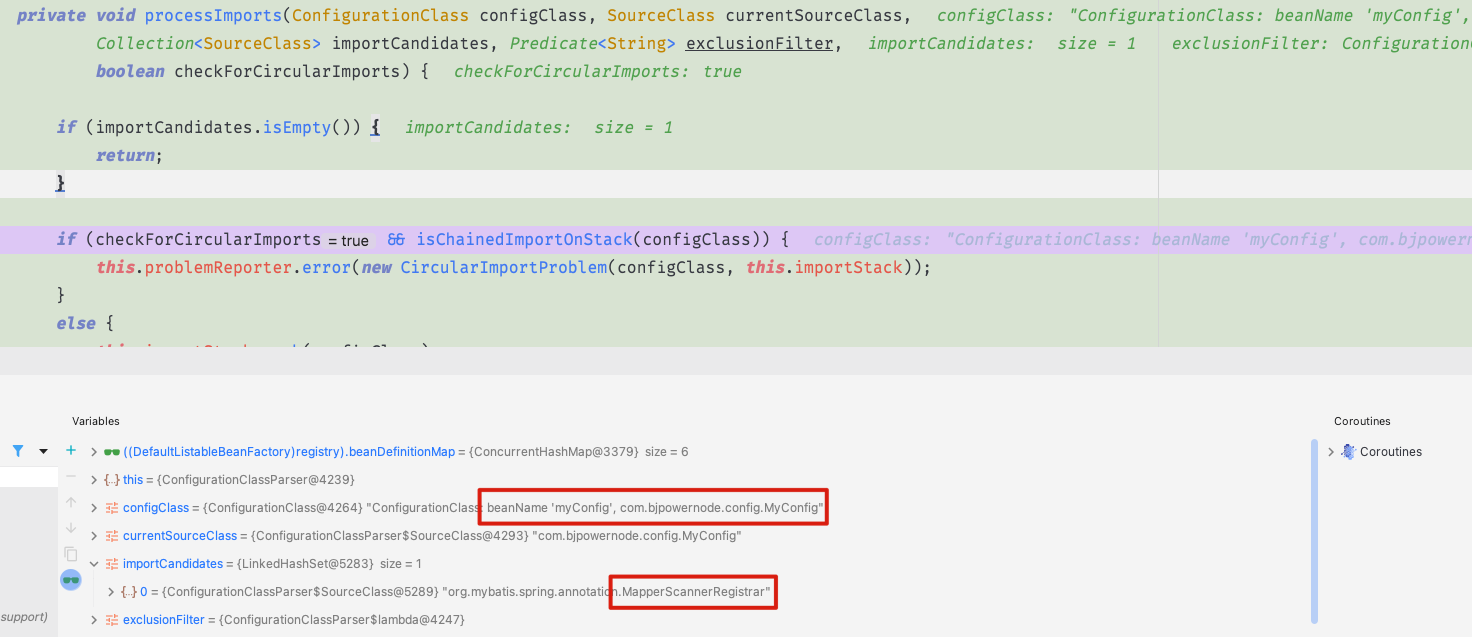 private void processImports(ConfigurationClass configClass, SourceClass currentSourceClass, configClass: "ConfigurationClass: beanName 'myConfig',
Collection<SourceClass> importCandidates, Predicate<String> exclusionFilter, importCandidates: size = 1 exclusionFilter: Configuration
boolean checkForCircularImports) { checkForCircularImports: true
if (importCandidates.isEmpty()) { importCandidates: size = 1
return;
}
if (checkForCircularImports = true && isChainedImportOnStack(configClass)) { configClass: "ConfigurationClass: beanName 'myConfig', com.bjpowern
this.problemReporter.error(new CircularImportProblem(configClass, this.importStack));
}
else {
Variables
Coroutines
((DefaultListableBeanFactory)registry).beanDefinitionMap = {ConcurrentHashMap@3379} size = 6
Coroutines
{..} this = {ConfigurationClassParser@4239}
configClass = {ConfigurationClass@4264} "ConfigurationClass: beanName 'myConfig', com.bjpowernode.config.MyConfig"
currentSourceClass = {ConfigurationClassParser$SourceClass@4293} "com.bjpowernode.config.MyConfig"
importCandidates = {LinkedHashSet@5283} size = 1
{..} 0 = {ConfigurationClassParser$SourceClass@5289} "org.mybatis.spring.annotation.MapperScannerRegistrar"
support)
exclusionFilter = {ConfigurationClassParser$lambda@4247}